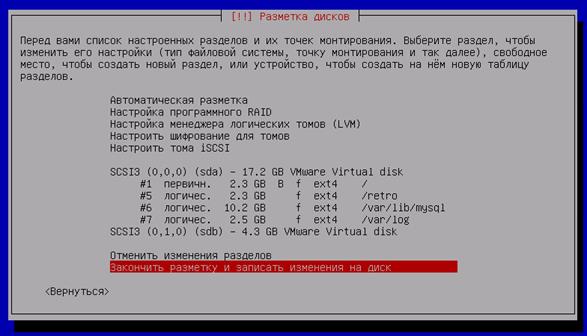 [!!] Разметка дисков
Перед вами список настроенных разделов и их точек монтирования. Выберите раздел, чтобы
изменить его настройки (тип файловой системы, точку монтирования и так далее), свободное
место, чтобы создать новый раздел, или устройство, чтобы создать на нём новую таблицу
разделов.
Автоматическая разметка
Настройка программного RAID
Настройка менеджера логических томов (LVM)
Настроить шифрование для томов
Настроить тома iSCSI
SCSI3 (0,0,0) (sda) - 17.2 GB VMware Virtual disk
#1 первичн. 2.3 GB B f ext4 /
#5 логичес. 2.3 GB f ext4 /retro
#6 логичес. 10.2 GB f ext4 /var/lib/mysql
#7 логичес. 2.5 GB f ext4 /var/log
SCSI3 (0,1,0) (sdb) - 4.3 GB VMware Virtual disk
Отменить изменения разделов
Закончить разметку и записать изменения на диск
<Вернуться>